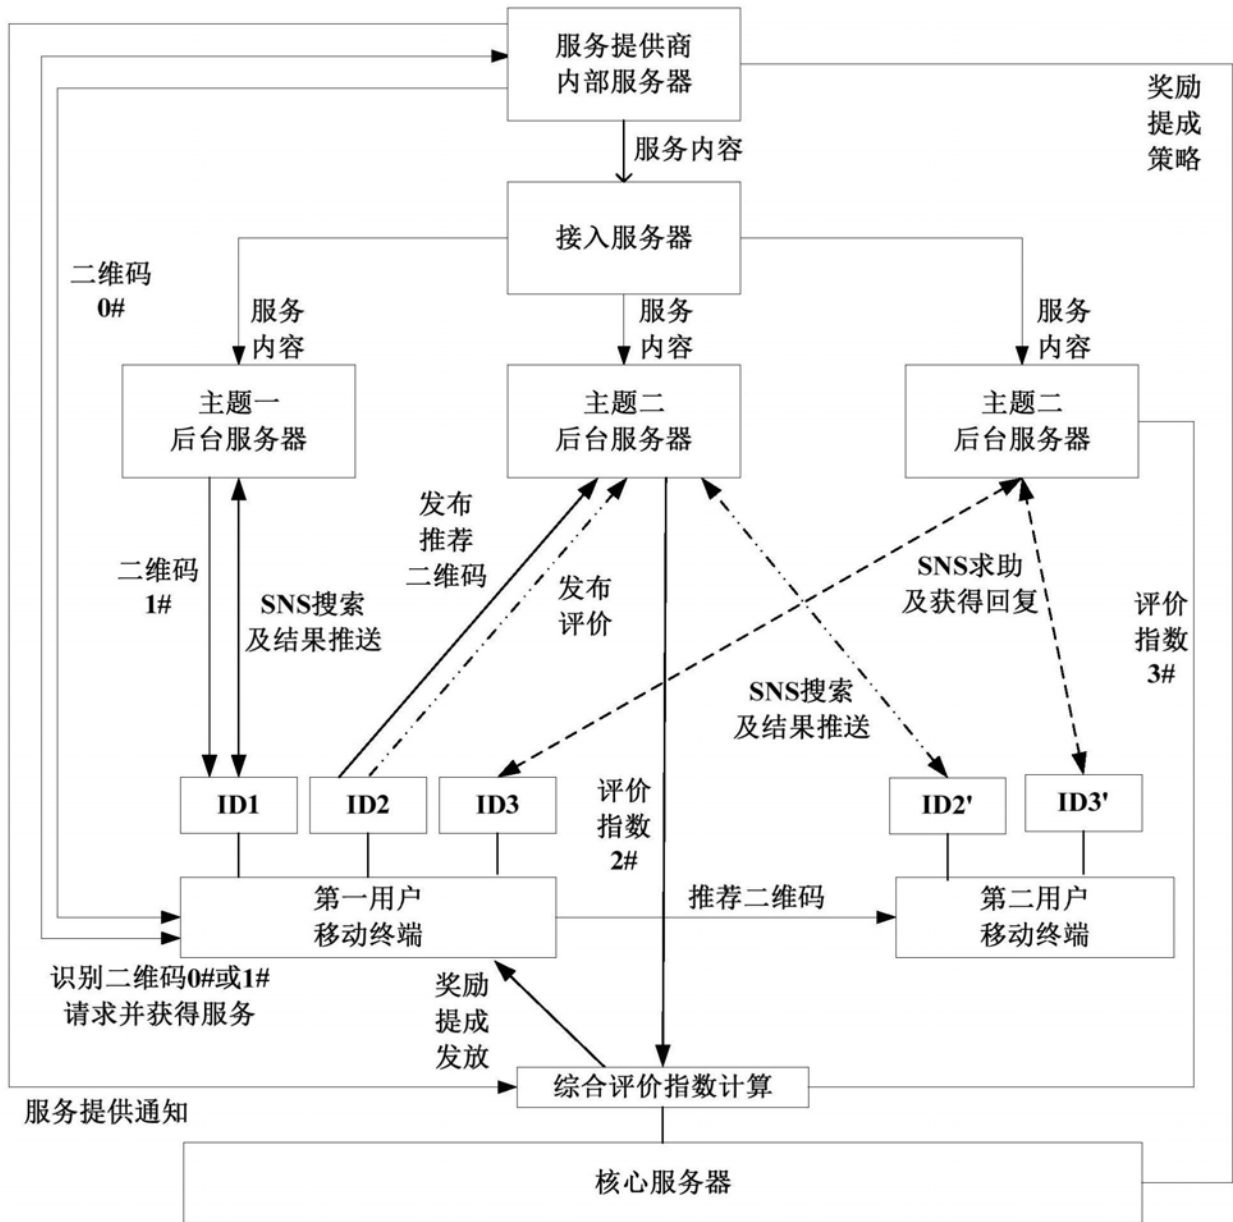 服务提供商
内部服务器
奖励
提成
策略
服务内容
接入服务器
二维码
0#
服务
内容
服务
内容
服务
内容
主题一
后台服务器
主题二
后台服务器
主题二
后台服务器
发布
推荐
二维码
二维码
1#
SNS搜索
及结果推送
发布
评价
SNS求助
及获得回复
评价
指数
3#
SNS搜索
及结果推送
评价
指数
2#
ID1
ID2
ID3
ID2'
ID3'
第一用户
移动终端
推荐二维码
第二用户
移动终端
识别二维码0#或1#
请求并获得服务
奖励
提成
发放
综合评价指数计算
服务提供通知
核心服务器